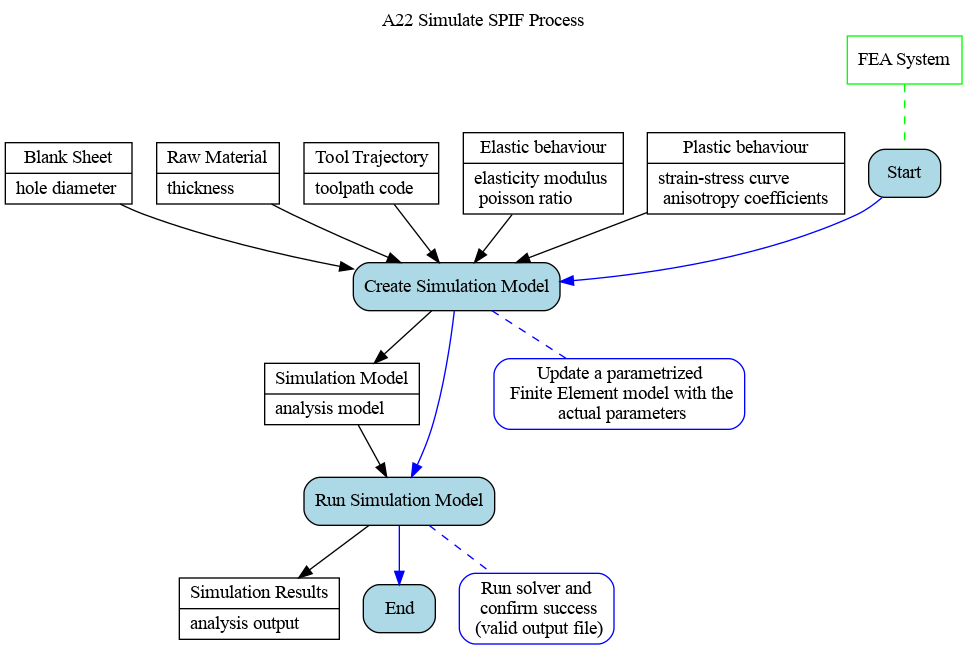 A22 Simulate SPIF Process
FEA System
Blank Sheet
hole diameter
Raw Material
thickness
Tool Trajectory
toolpath code
Elastic behaviour
elasticity modulus
poisson ratio
Plastic behaviour
strain-stress curve
anisotropy coefficients
Start
Create Simulation Model
Simulation Model
analysis model
Update a parametrized
Finite Element model with the
actual parameters
Run Simulation Model
Simulation Results
analysis output
End
Run solver and
confirm success
(valid output file)